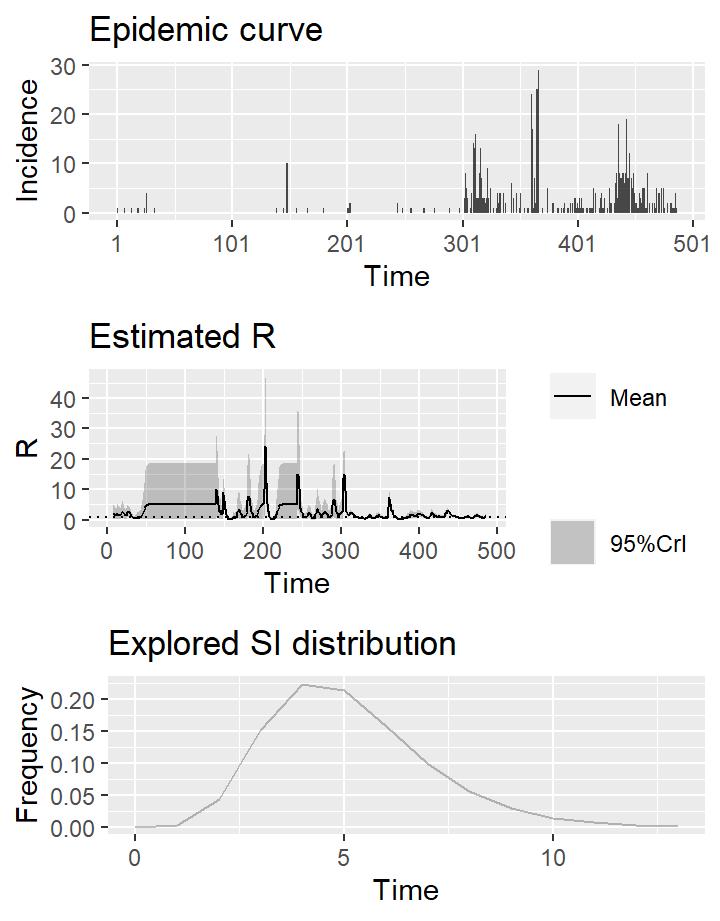 Epidemic curve
30
20
10
0
Incidence
1 101 201 301 401 501
Time
Estimated R
40
30
20
10
0
R
0 100 200 300 400 500
Time
Mean
95%CrI
Explored SI distribution
0.20
0.15
0.10
0.05
0.00
Frequency
0 5 10
Time